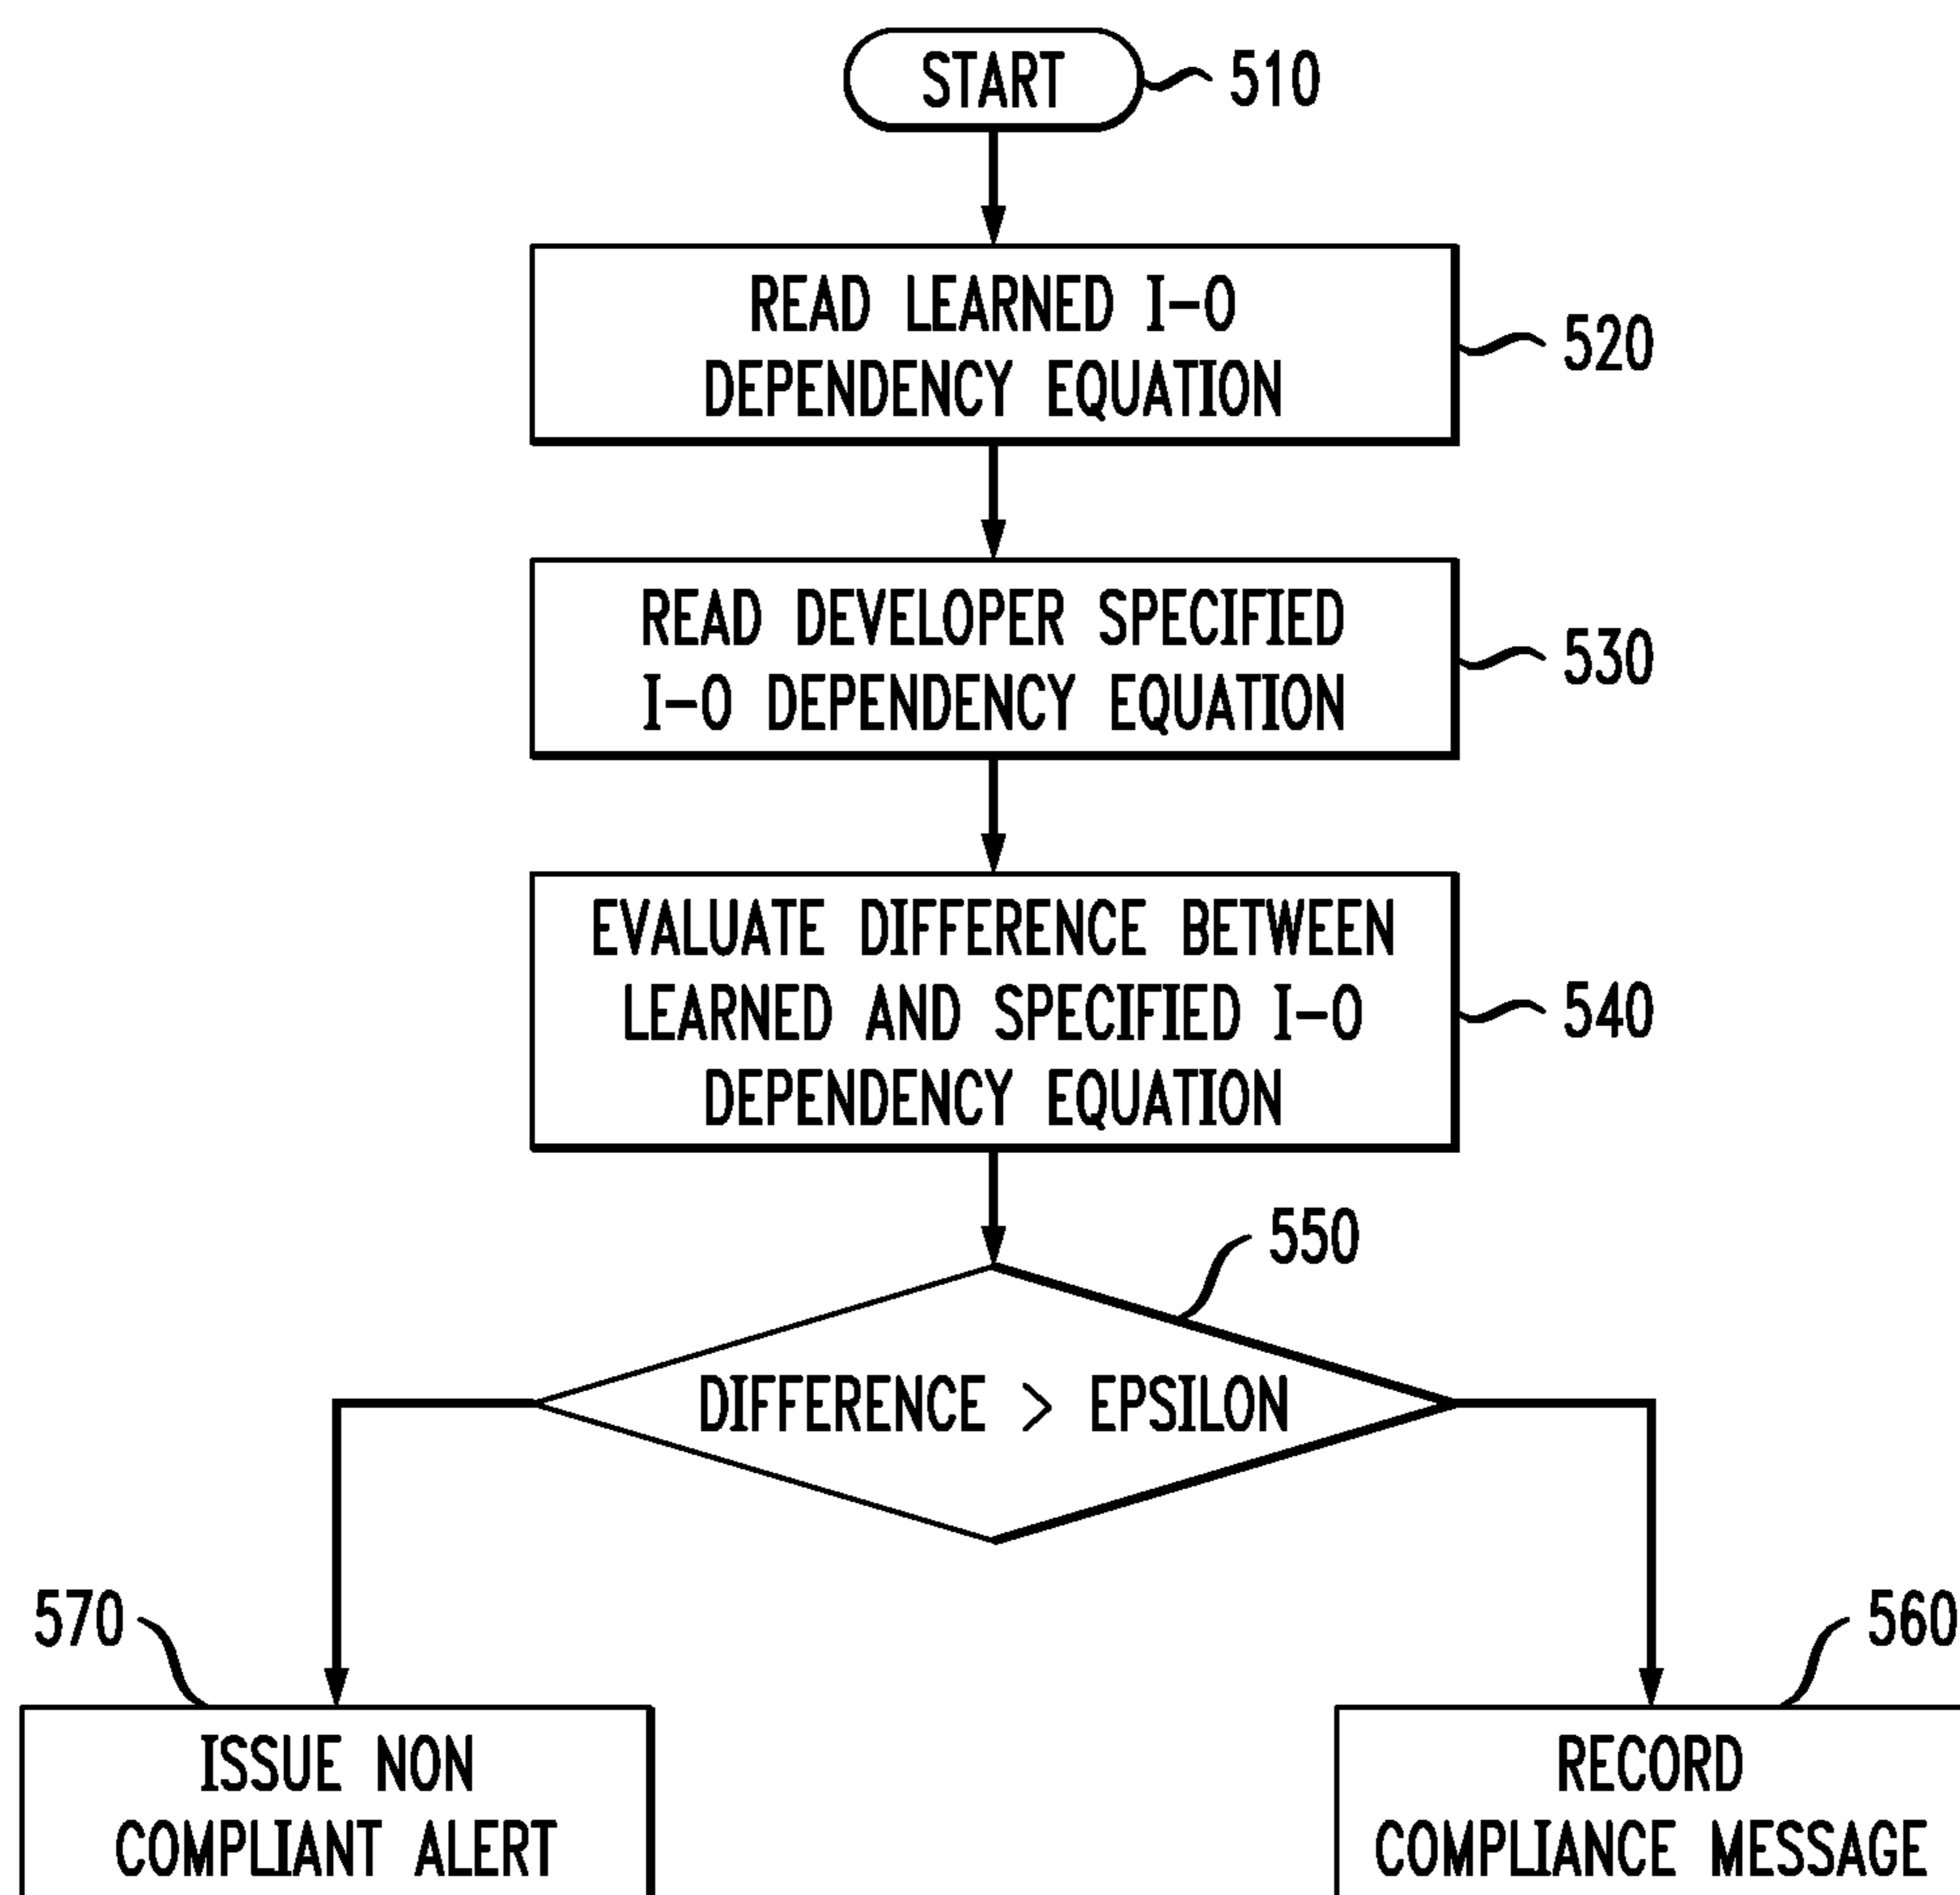 START
510
READ LEARNED I-O
DEPENDENCY EQUATION
520
READ DEVELOPER SPECIFIED
I-O DEPENDENCY EQUATION
530
EVALUATE DIFFERENCE BETWEEN
LEARNED AND SPECIFIED I-O
DEPENDENCY EQUATION
540
550
DIFFERENCE > EPSILON
570
ISSUE NON
COMPLIANT ALERT
560
RECORD
COMPLIANCE MESSAGE